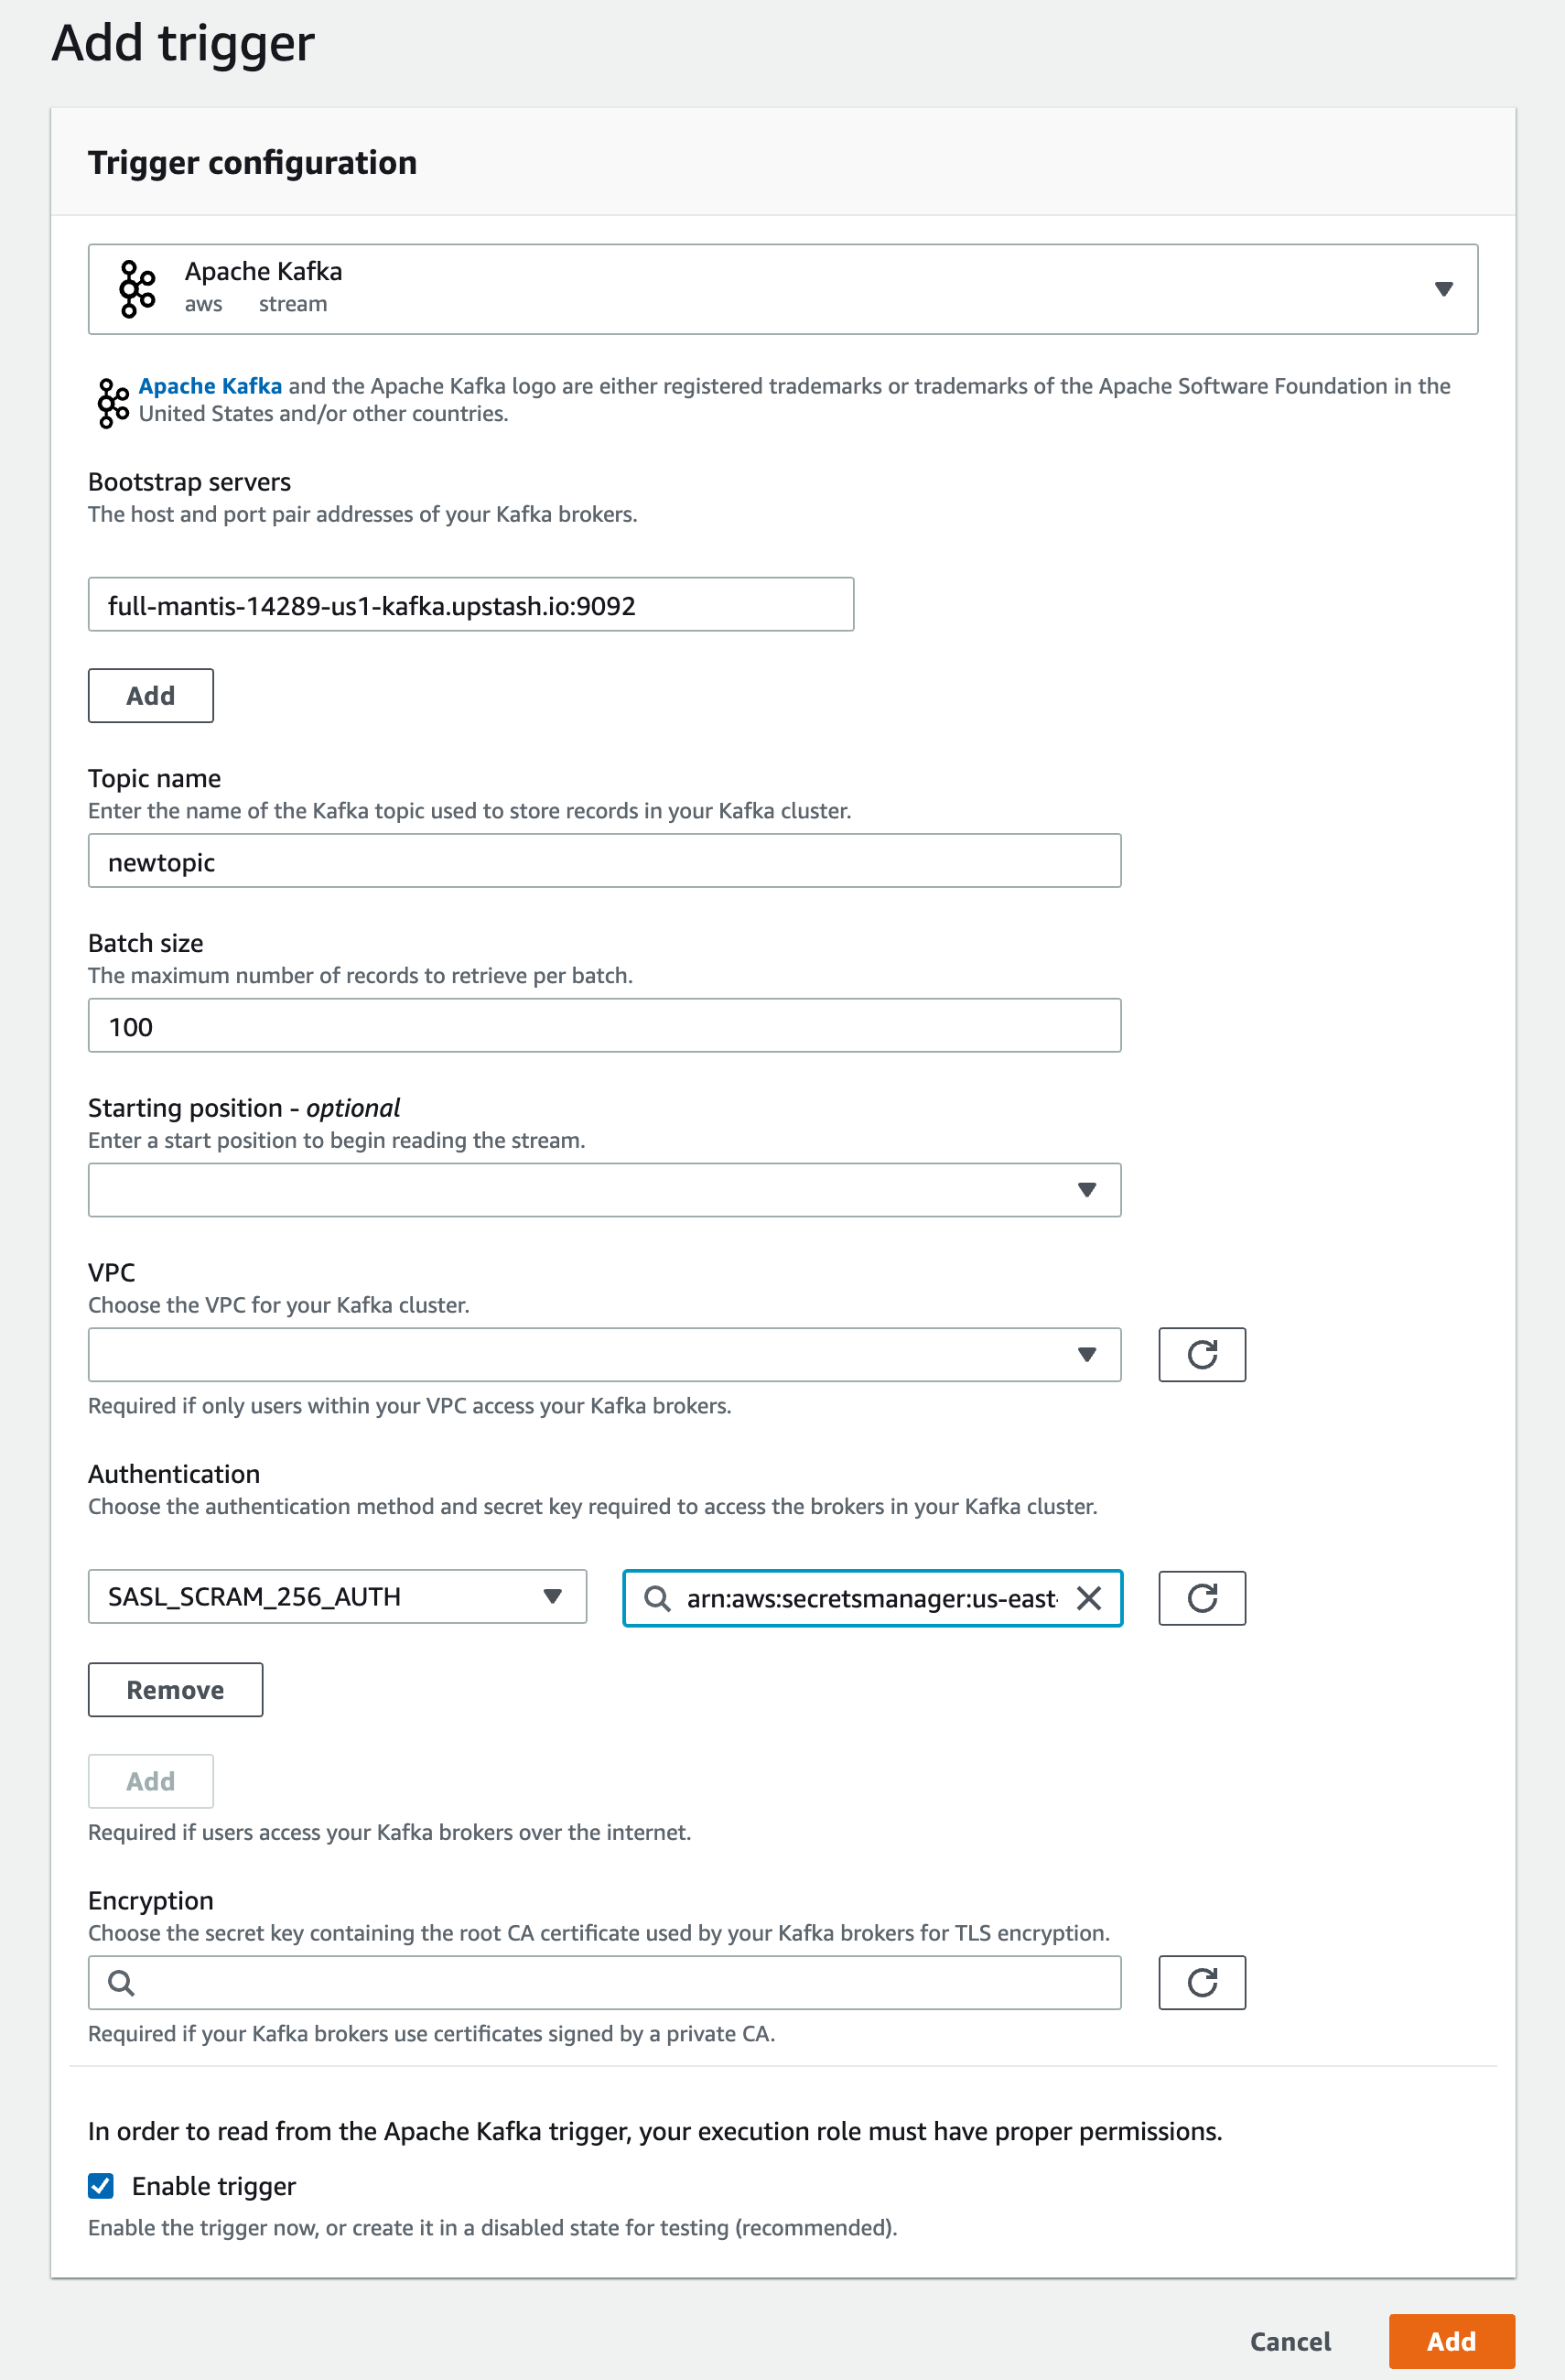 Add trigger
Trigger configuration
Apache Kafka
aws stream
Apache Kafka and the Apache Kafka logo are either registered trademarks or trademarks of the Apache Software Foundation in the
United States and/or other countries.
Bootstrap servers
The host and port pair addresses of your Kafka brokers.
full-mantis-14289-us1-kafka.upstash.io:9092
Add
Topic name
Enter the name of the Kafka topic used to store records in your Kafka cluster.
newtopic
Batch size
The maximum number of records to retrieve per batch.
100
Starting position - optional
Enter a start position to begin reading the stream.
VPC
Choose the VPC for your Kafka cluster.
Required if only users within your VPC access your Kafka brokers.
Authentication
Choose the authentication method and secret key required to access the brokers in your Kafka cluster.
SASL_SCRAM_256_AUTH arn:aws:secretsmanager:us-east-
Remove
Add
Required if users access your Kafka brokers over the internet.
Encryption
Choose the secret key containing the root CA certificate used by your Kafka brokers for TLS encryption.
Required if your Kafka brokers use certificates signed by a private CA.
In order to read from the Apache Kafka trigger, your execution role must have proper permissions.
Enable trigger
Enable the trigger now, or create it in a disabled state for testing (recommended).
Cancel Add